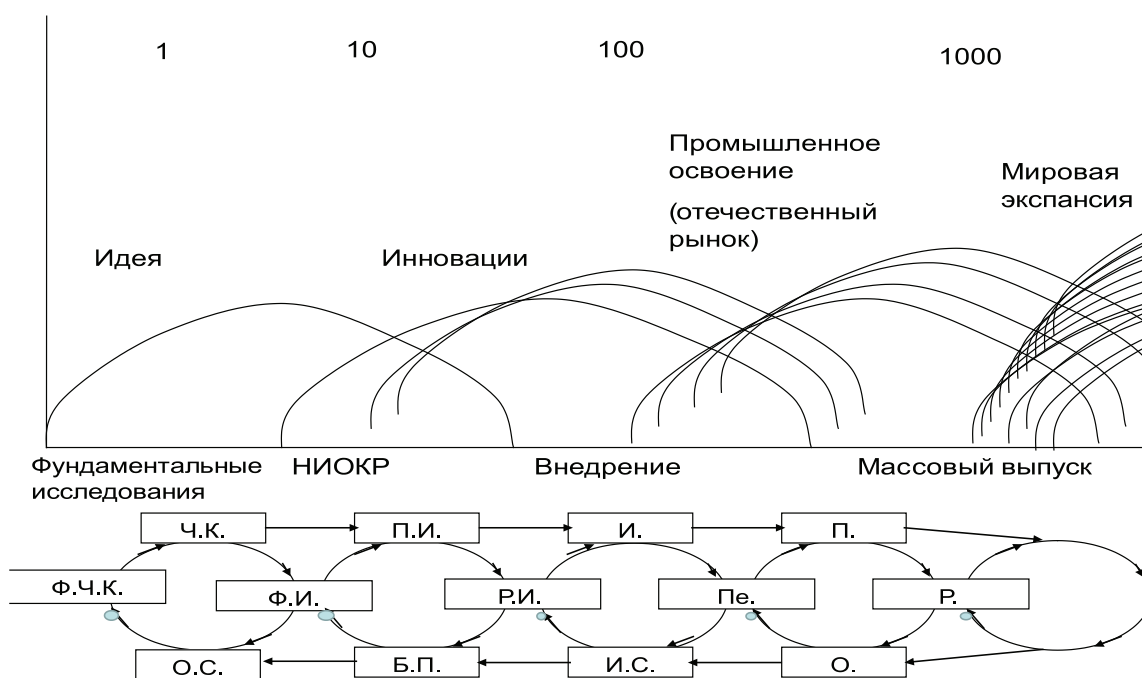 1
10
100
1000
Промышленное
освоение
(отечественный
рынок)
Мировая
экспансия
Идея
Инновации
Фундаментальные
исследования
НИОКР
Внедрение
Массовый выпуск
Ч.К.
П.И.
И.
П.
Ф.Ч.К.
Ф.И.
Р.И.
Пе.
Р.
О.С.
Б.П.
И.С.
О.